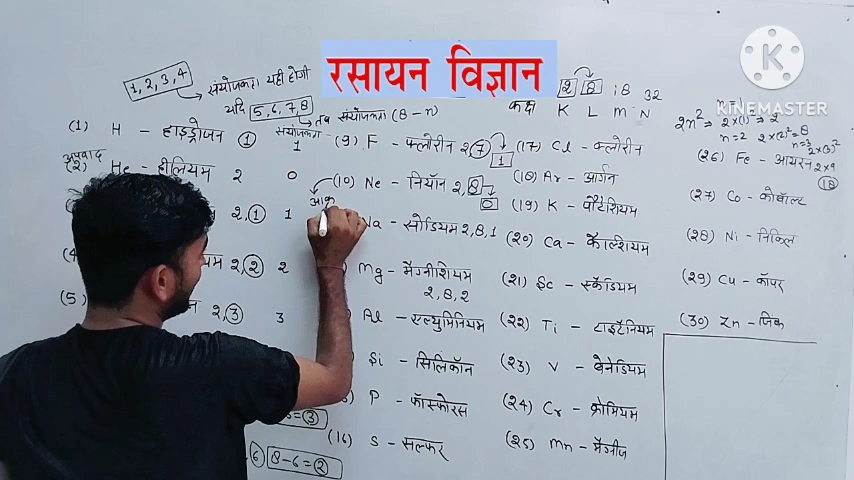 रसायन विज्ञान
KINEMASTER
1, 2, 3, 4 संयोजकता यही होगी
यदि 5, 6, 7, 8 तब संयोजकता (8 - n)
कक्षा K L M N
2 8 18 32
2n² ⇒ 2×(1)² ⇒ 2
n=2 2×(2)² = 8
n=3 2×(3)²
2×9
18
संयोजकता
(1) H - हाइड्रोजन 1 1
अपवाद
(2) He - हीलियम 2 0
2, 1 1
2, 2 2
(5) 2, 3 3
= 3
6 8-6=2
(9) F - फ्लोरीन 2, 7 1
(10) Ne - नियॉन 2, 8 0
Na - सोडियम 2, 8, 1
Mg - मैग्नीशियम
2, 8, 2
Al - एल्युमिनियम
Si - सिलिकॉन
P - फॉस्फोरस
(16) S - सल्फर
(17) Cl - क्लोरीन
(18) Ar - आर्गन
(19) K - पोटैशियम
(20) Ca - कैल्शियम
(21) Sc - स्कैंडियम
(22) Ti - टाइटैनियम
(23) V - वेनेडियम
(24) Cr - क्रोमियम
(25) Mn - मैगनीज
(26) Fe - आयरन
(27) Co - कोबाल्ट
(28) Ni - निकिल
(29) Cu - कॉपर
(30) Zn - जिंक